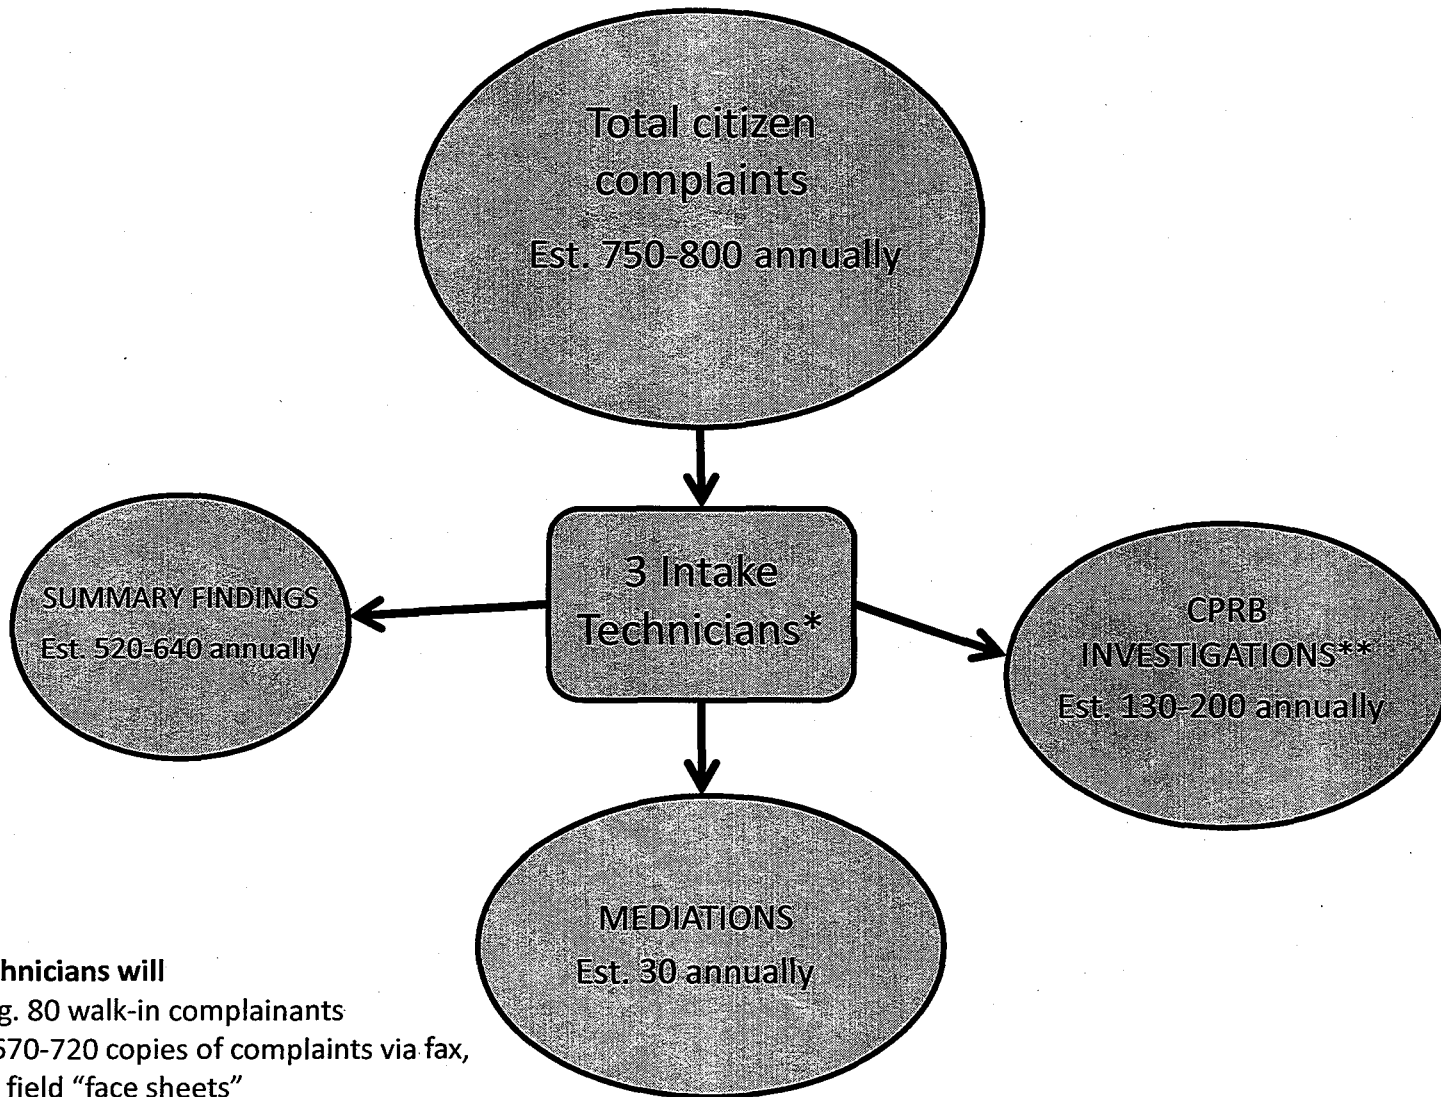 Total citizen
complaints
Est. 750-800 annually
3 Intake
Technicians*
SUMMARY FINDINGS
Est. 520-640 annually
CPRB
INVESTIGATIONS**
Est. 130-200 annually
MEDIATIONS
Est. 30 annually
hnicians will
g. 80 walk-in complainants
670-720 copies of complaints via fax,
field “face sheets”